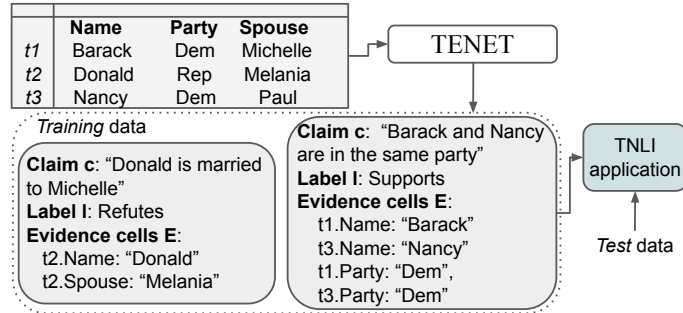 Name Party Spouse
t1 Barack Dem Michelle
t2 Donald Rep Melania
t3 Nancy Dem Paul
TENET
Training data
Claim c: “Donald is married
to Michelle”
Label l: Refutes
Evidence cells E:
t2.Name: “Donald”
t2.Spouse: “Melania”
Claim c: “Barack and Nancy
are in the same party”
Label l: Supports
Evidence cells E:
t1.Name: “Barack”
t3.Name: “Nancy”
t1.Party: “Dem”,
t3.Party: “Dem”
TNLI
application
Test data